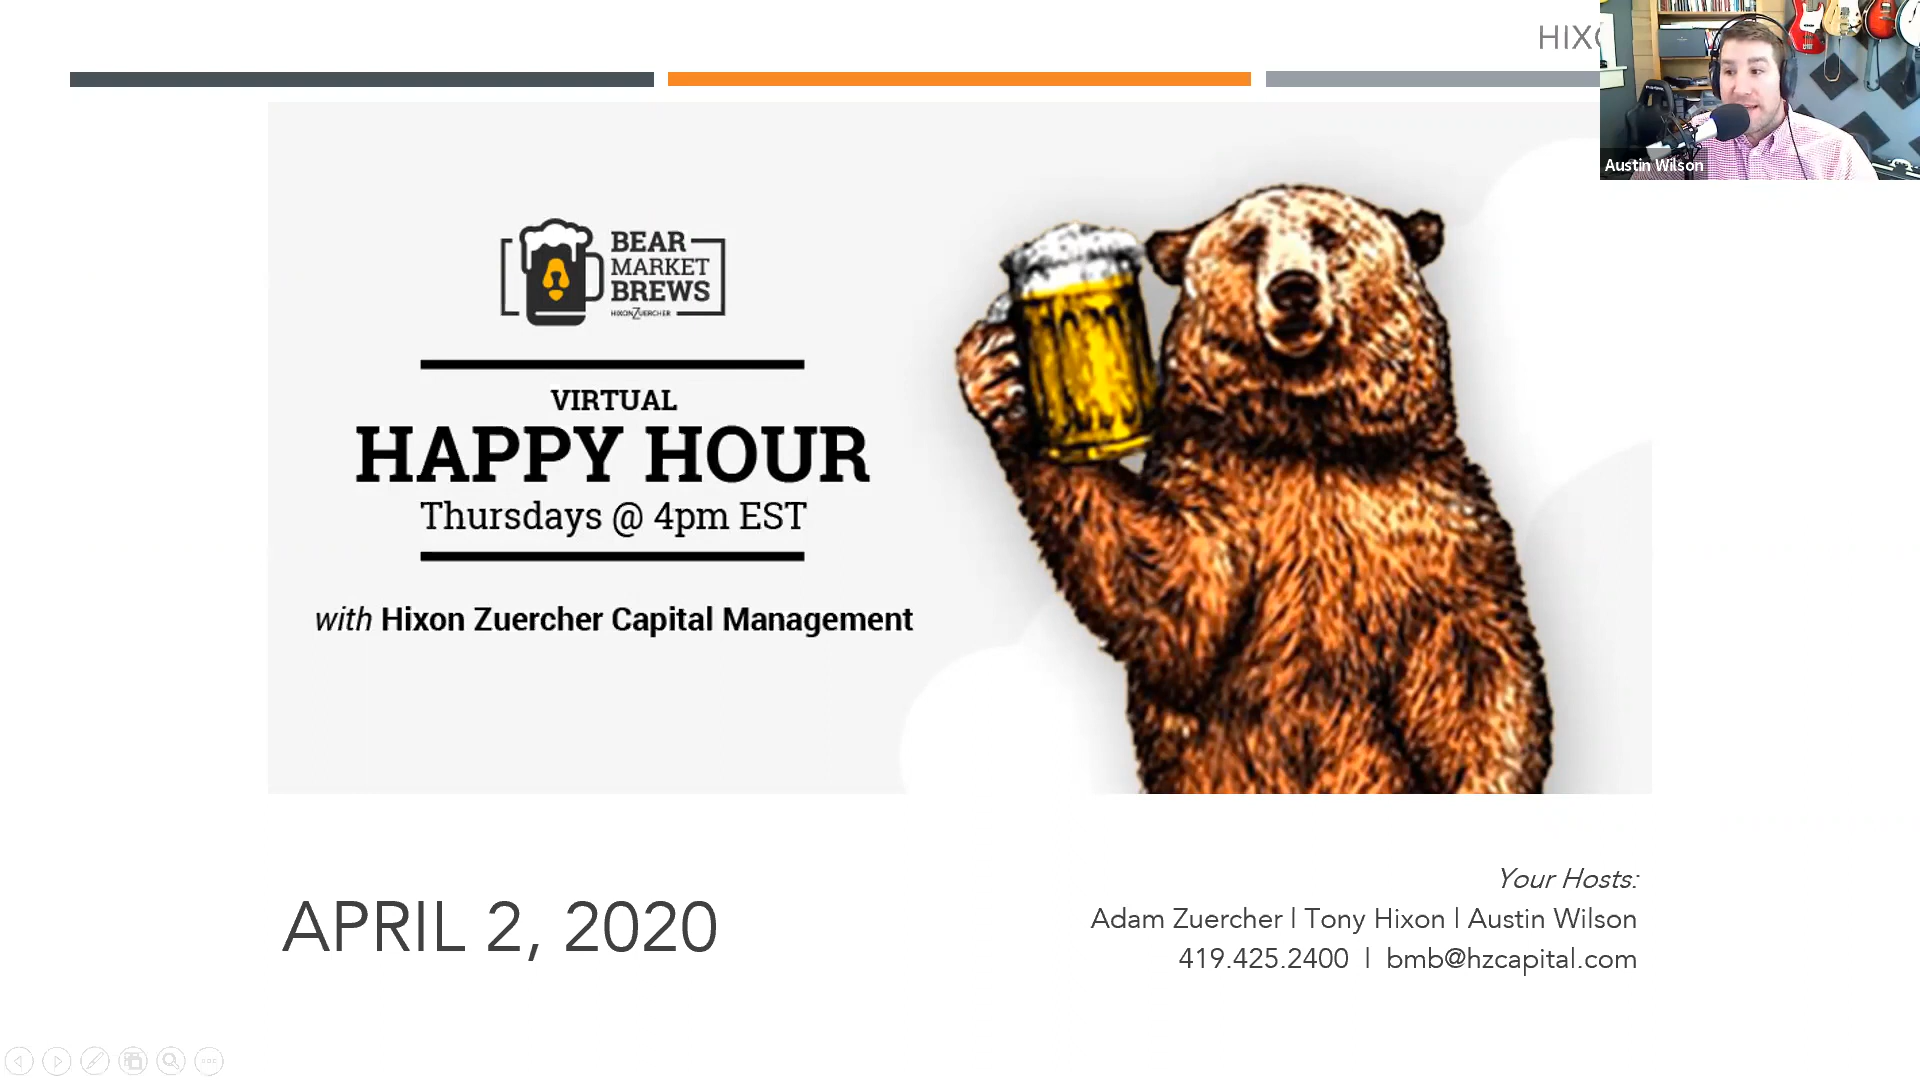 HIXO
Austin Wilson
BEAR
MARKET
BREWS
HIXONZUERCHER
VIRTUAL
HAPPY HOUR
Thursdays @ 4pm EST
with Hixon Zuercher Capital Management
APRIL 2, 2020
Your Hosts:
Adam Zuercher | Tony Hixon | Austin Wilson
419.425.2400 | bmb@hzcapital.com